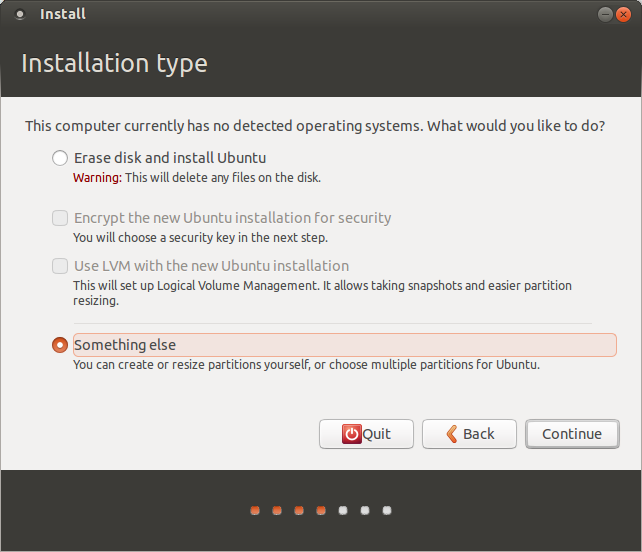 Install
Installation type
This computer currently has no detected operating systems. What would you like to do?
Erase disk and install Ubuntu
Warning: This will delete any files on the disk.
Encrypt the new Ubuntu installation for security
You will choose a security key in the next step.
Use LVM with the new Ubuntu installation
This will set up Logical Volume Management. It allows taking snapshots and easier partition
resizing.
Something else
You can create or resize partitions yourself, or choose multiple partitions for Ubuntu.
Quit Back Continue